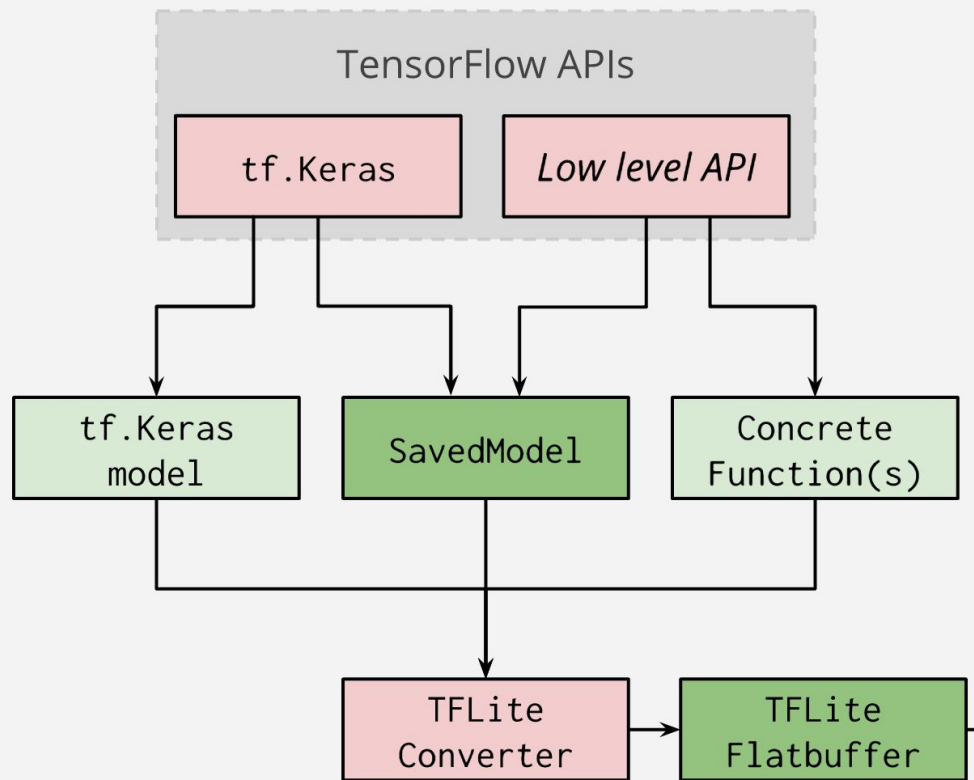 TensorFlow APIs
tf.Keras
Low level API
tf.Keras
model
SavedModel
Concrete
Function(s)
TFLite
Converter
TFLite
Flatbuffer